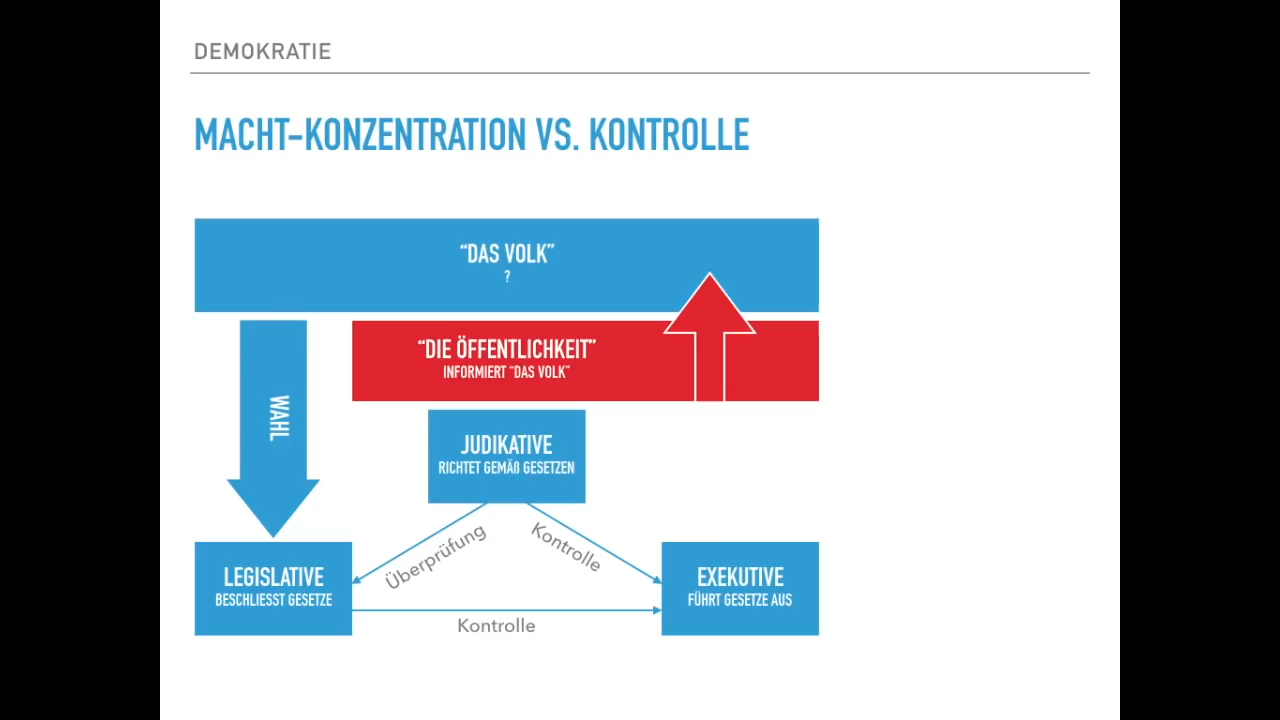 DEMOKRATIE
MACHT-KONZENTRATION VS. KONTROLLE
“DAS VOLK”
?
“DIE ÖFFENTLICHKEIT”
INFORMIERT “DAS VOLK”
WAHL
JUDIKATIVE
RICHTET GEMÄß GESETZEN
Überprüfung
Kontrolle
LEGISLATIVE
BESCHLIESST GESETZE
EXEKUTIVE
FÜHRT GESETZE AUS
Kontrolle